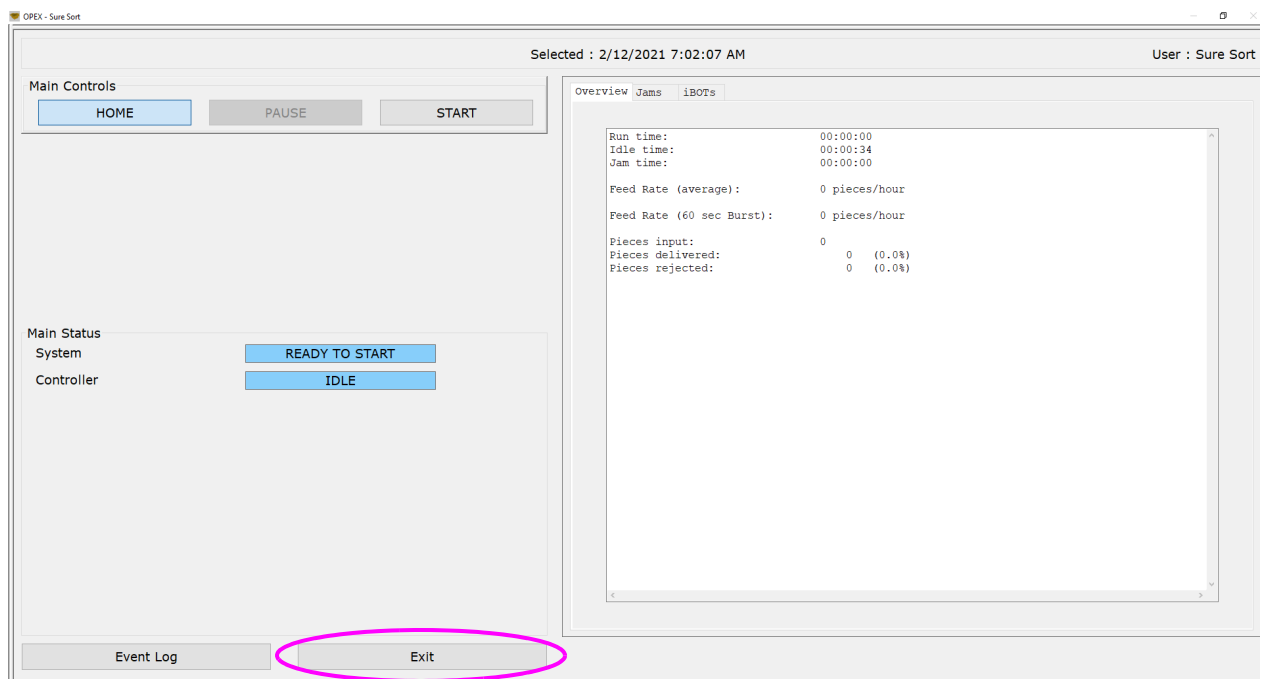 OPEX - Sure Sort
Selected : 2/12/2021 7:02:07 AM
User : Sure Sort
Main Controls
HOME
PAUSE
START
Main Status
System
READY TO START
Controller
IDLE
Event Log
Exit
Overview
Jams
iBOTs
Run time: 00:00:00
Idle time: 00:00:34
Jam time: 00:00:00
Feed Rate (average): 0 pieces/hour
Feed Rate (60 sec Burst): 0 pieces/hour
Pieces input: 0
Pieces delivered: 0 (0.0%)
Pieces rejected: 0 (0.0%)